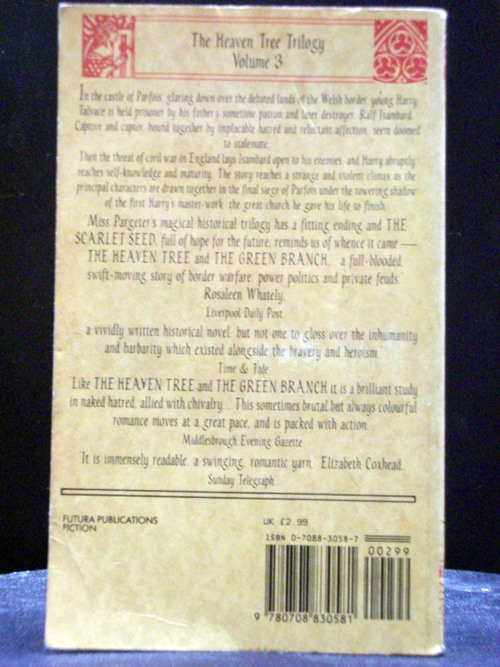 The Heaven Tree Trilogy
Volume 3
In the castle of Parfois, glaring down over the debated lands of the Welsh border, young Harry
Talvace is held prisoner by his father's sometime patron and later destroyer, Ralf Isambard.
Captive and captor, bound together by implacable hatred and reluctant affection, seem doomed
to stalemate.
Then the threat of civil war in England lays Isambard open to his enemies, and Harry abruptly
reaches self-knowledge and maturity. The story reaches a strange and violent climax as the
principal characters are drawn together in the final siege of Parfois under the towering shadow
of the first Harry's master-work, the great church he gave his life to finish.
Miss Pargeter's magical historical trilogy has a fitting ending and THE
SCARLET SEED, full of hope for the future, reminds us of whence it came —
THE HEAVEN TREE and THE GREEN BRANCH... a full-blooded,
swift-moving story of border warfare, power politics and private feuds.'
Rosaleen Whately,
Liverpool Daily Post
'... a vividly written historical novel, but not one to gloss over the inhumanity
and barbarity which existed alongside the bravery and heroism.'
Time & Tide
'Like THE HEAVEN TREE and THE GREEN BRANCH it is a brilliant study
in naked hatred, allied with chivalry... This sometimes brutal but always colourful
romance moves at a great pace, and is packed with action.'
Middlesbrough Evening Gazette
'It is immensely readable, a swinging, romantic yarn.' Elizabeth Coxhead,
Sunday Telegraph
FUTURA PUBLICATIONS
FICTION
UK £2.99
ISBN 0-7088-3058-7
00299
9 780708 830581